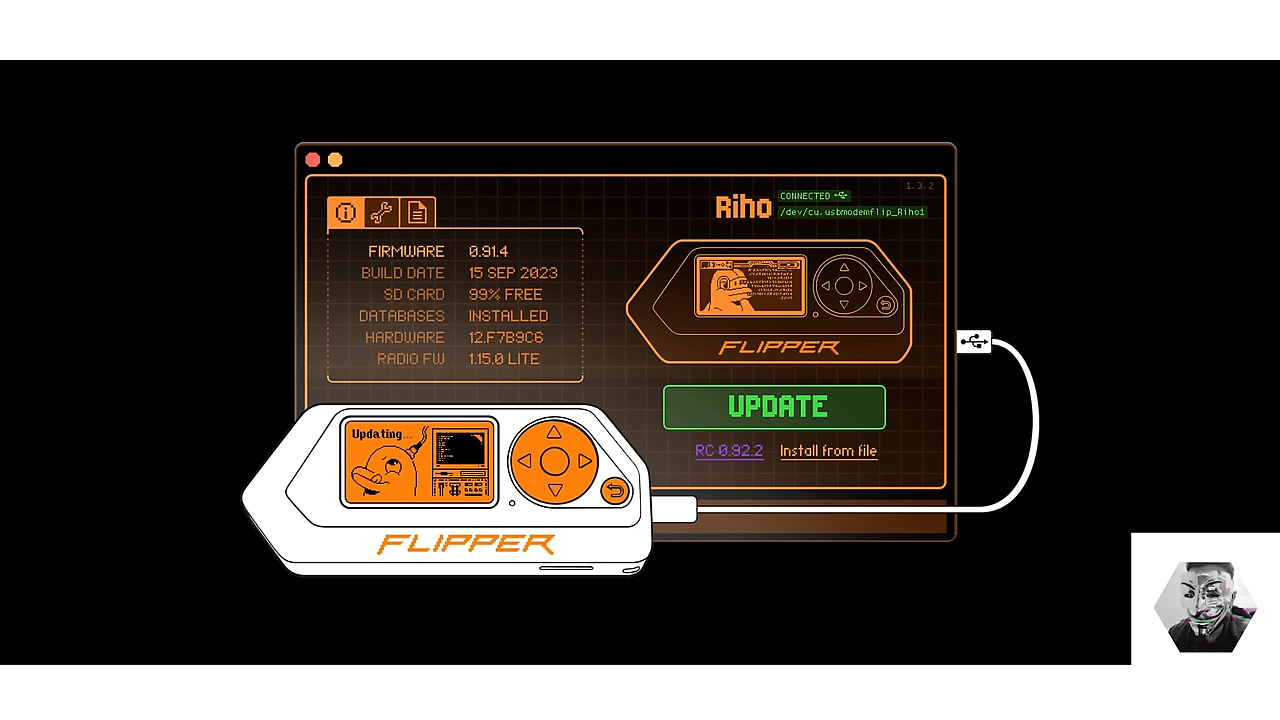 1.3.2
Riho
CONNECTED
/dev/cu.usbmodemflip_Riho1
FIRMWARE 0.91.4
BUILD DATE 15 SEP 2023
SD CARD 99% FREE
DATABASES INSTALLED
HARDWARE 12.F7B9C6
RADIO FW 1.15.0 LITE
FLIPPER
UPDATE
RC 0.92.2 Install from file
Updating...
FLIPPER